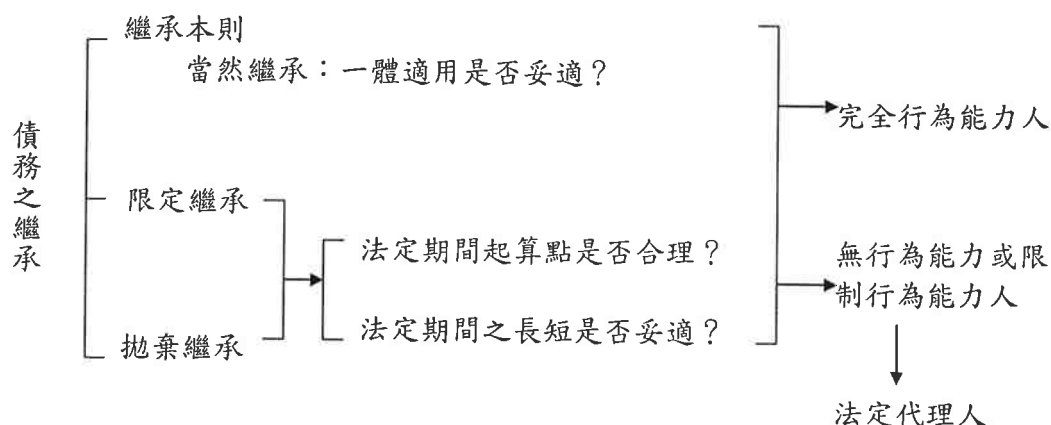 債務之繼承
繼承本則
當然繼承：一體適用是否妥適？
限定繼承
拋棄繼承
法定期間起算點是否合理？
法定期間之長短是否妥適？
完全行為能力人
無行為能力或限
制行為能力人
法定代理人